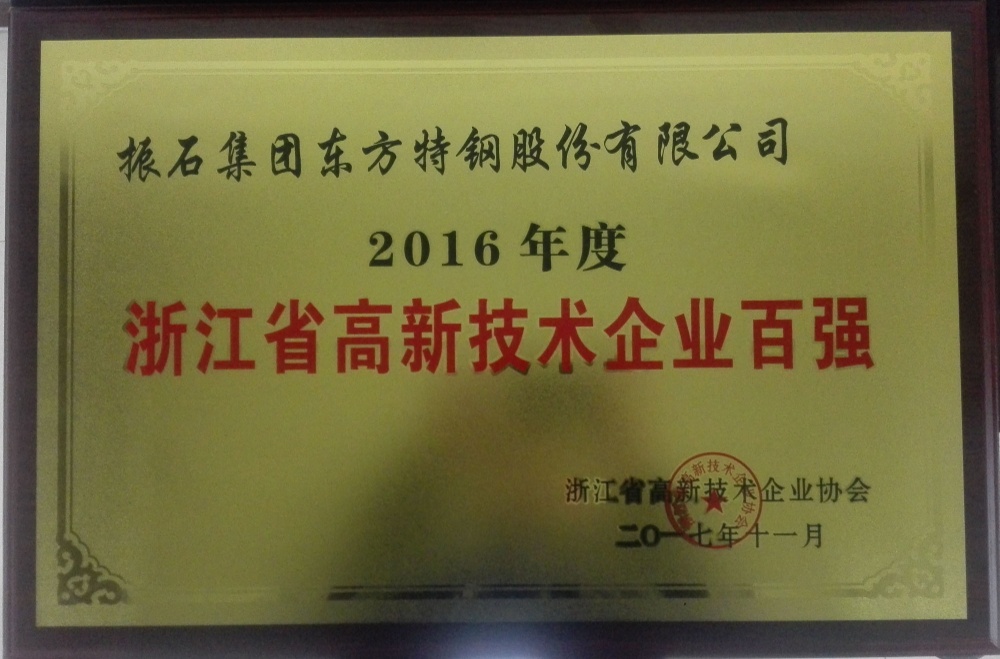 振石集团东方特钢股份有限公司
2016年度
浙江省高新技术企业百强
浙江省高新技术企业协会
二〇一七年十一月